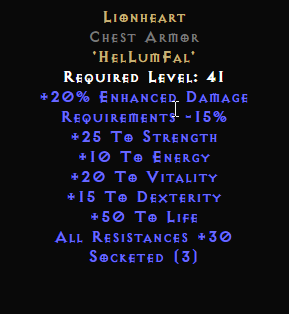 Lionheart
Chest Armor
'HelLumFal'
Required Level: 41
+20% Enhanced Damage
Requirements -15%
+25 To Strength
+10 To Energy
+20 To Vitality
+15 To Dexterity
+50 To Life
All Resistances +30
Socketed (3)